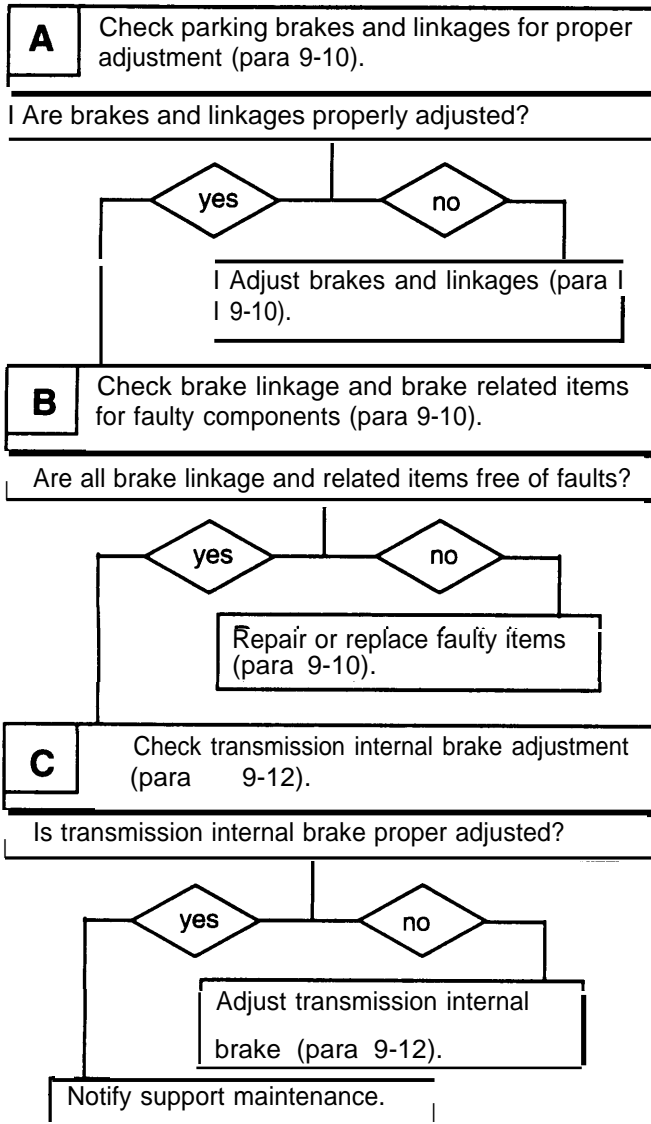 A
Check parking brakes and linkages for proper
adjustment (para 9-10).
Are brakes and linkages properly adjusted?
yes
no
Adjust brakes and linkages (para
9-10).
B
Check brake linkage and brake related items
for faulty components (para 9-10).
Are all brake linkage and related items free of faults?
yes
no
Repair or replace faulty items
(para 9-10).
C
Check transmission internal brake adjustment
(para 9-12).
Is transmission internal brake proper adjusted?
yes
no
Adjust transmission internal
brake (para 9-12).
Notify support maintenance.